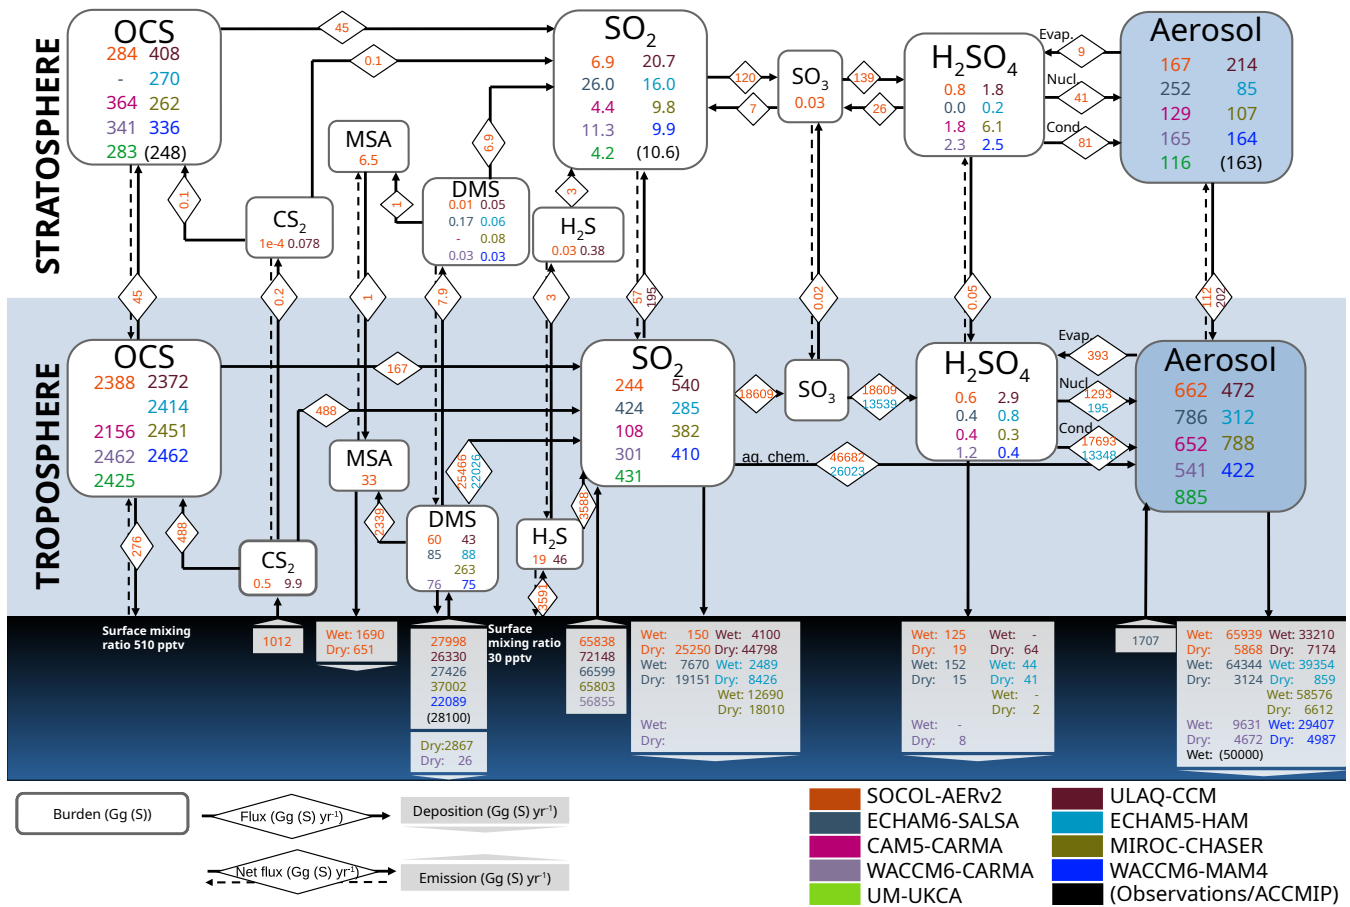 STRATOSPHERE
OCS
284 408
- 270
364 262
341 336
283 (248)
45
0.1
SO2
6.9 20.7
26.0 16.0
4.4 9.8
11.3 9.9
4.2 (10.6)
120
7
SO3
0.03
139
26
H2SO4
0.8 1.8
0.0 0.2
1.8 6.1
2.3 2.5
Evap.
9
Nucl.
41
Cond.
81
Aerosol
167 214
252 85
129 107
165 164
116 (163)
MSA
6.5
1
6.9
DMS
0.01 0.05
0.17 0.06
- 0.08
0.03 0.03
3
H2S
0.03 0.38
0.1
CS2
1e-4 0.078
45
0.2
1
7.9
3
57
195
0.02
0.05
112
202
TROPOSPHERE
OCS
2388 2372
2414
2156 2451
2462 2462
2425
167
488
SO2
244 540
424 285
108 382
301 410
431
18609
SO3
18609
13539
H2SO4
0.6 2.9
0.4 0.8
0.4 0.3
1.2 0.4
Evap.
393
Nucl.
1293
195
Cond.
17693
13348
aq. chem.
46682
26023
Aerosol
662 472
786 312
652 788
541 422
885
MSA
33
2339
25466
22026
DMS
60 43
85 88
263
76 75
H2S
19 46
3588
3591
276
488
CS2
0.5 9.9
Surface mixing
ratio 510 pptv
1012
Wet: 1690
Dry: 651
27998
26330
27426
37002
22089
(28100)
Dry:2867
Dry: 26
Surface
mixing ratio
30 pptv
65838
72148
66599
65803
56855
Wet: 150 Wet: 4100
Dry: 25250 Dry: 44798
Wet: 7670 Wet: 2489
Dry: 19151 Dry: 8426
Wet: 12690
Dry: 18010
Wet:
Dry:
Wet: 125 Wet: -
Dry: 19 Dry: 64
Wet: 152 Wet: 44
Dry: 15 Dry: 41
Wet: -
Dry: 2
Wet: -
Dry: 8
1707
Wet: 65939 Wet: 33210
Dry: 5868 Dry: 7174
Wet: 64344 Wet: 39354
Dry: 3124 Dry: 859
Wet: 58576
Dry: 6612
Wet: 9631 Wet: 29407
Dry: 4672 Dry: 4987
Wet: (50000)
Burden (Gg (S))
Flux (Gg (S) yr-1)
Deposition (Gg (S) yr-1)
Net flux (Gg (S) yr-1)
Emission (Gg (S) yr-1)
SOCOL-AERv2 ULAQ-CCM
ECHAM6-SALSA ECHAM5-HAM
CAM5-CARMA MIROC-CHASER
WACCM6-CARMA WACCM6-MAM4
UM-UKCA (Observations/ACCMIP)